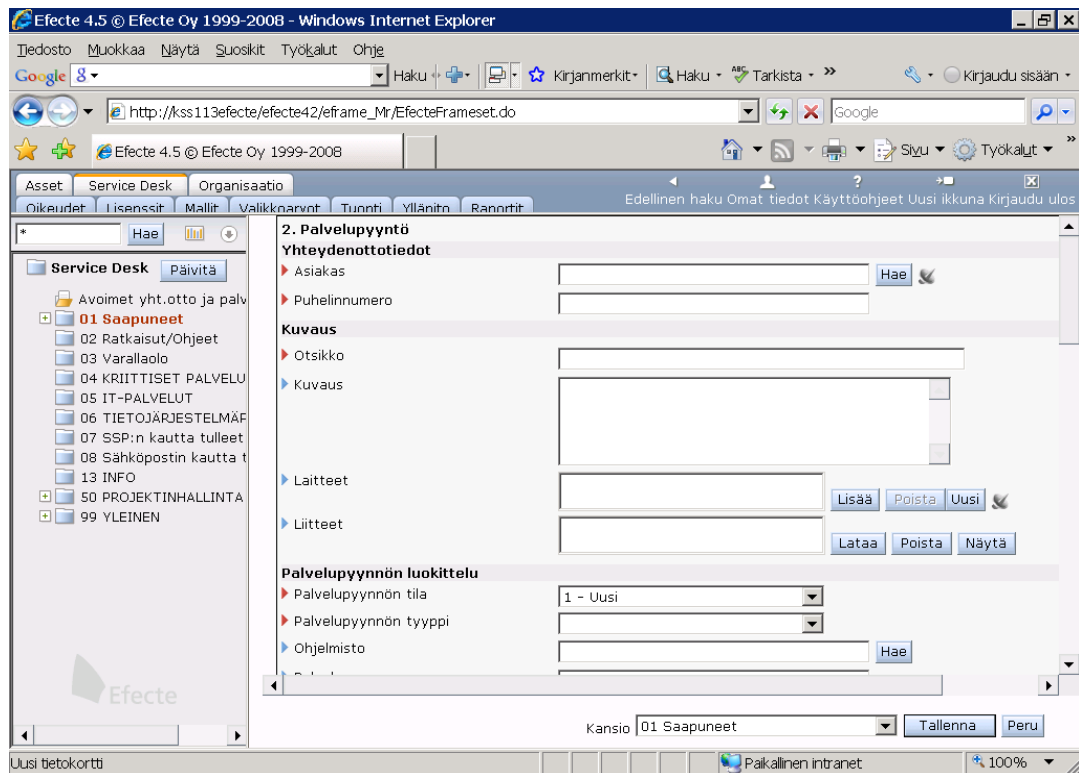 Efecte 4.5 © Efecte Oy 1999-2008 - Windows Internet Explorer
Tiedosto Muokkaa Näytä Suosikit Työkalut Ohje
Google Haku Kirjanmerkit Haku Tarkista » Kirjaudu sisään
http://kss113efecte/efecte42/eframe_Mr/EfecteFrameset.do Google
Efecte 4.5 © Efecte Oy 1999-2008 Sivu Työkalut »
Asset Service Desk Organisaatio
Oikeudet Lisenssit Mallit Valikkoarvot Tuonti Ylläpito Raportit Edellinen haku Omat tiedot Käyttöohjeet Uusi ikkuna Kirjaudu ulos
* Hae
Service Desk Päivitä
Avoimet yht.otto ja palv
01 Saapuneet
02 Ratkaisut/Ohjeet
03 Varallaolo
04 KRIITTISET PALVELU
05 IT-PALVELUT
06 TIETOJÄRJESTELMÄP
07 SSP:n kautta tulleet
08 Sähköpostin kautta t
13 INFO
50 PROJEKTINHALLINTA
99 YLEINEN
Efecte
2. Palvelupyyntö
Yhteydenottotiedot
Asiakas Hae
Puhelinnumero
Kuvaus
Otsikko
Kuvaus
Laitteet Lisää Poista Uusi
Liitteet Lataa Poista Näytä
Palvelupyynnön luokittelu
Palvelupyynnön tila 1 - Uusi
Palvelupyynnön tyyppi
Ohjelmisto Hae
Kansio 01 Saapuneet Tallenna Peru
Uusi tietokortti Paikallinen intranet 100%